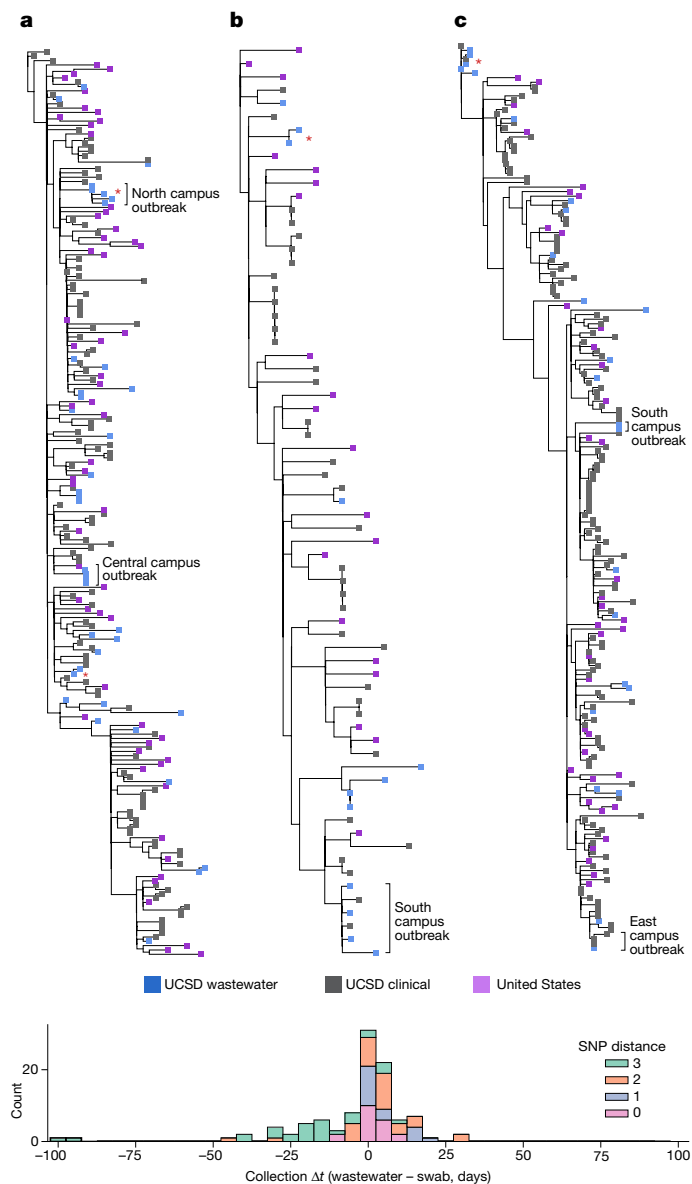 a
b
c
*
*
*
*
North campus
outbreak
South
campus
outbreak
Central campus
outbreak
South
campus
outbreak
East
campus
outbreak
UCSD wastewater
UCSD clinical
United States
SNP distance
3
2
1
0
Count
20
0
−100
−75
−50
−25
0
25
50
75
100
Collection Δt (wastewater – swab, days)